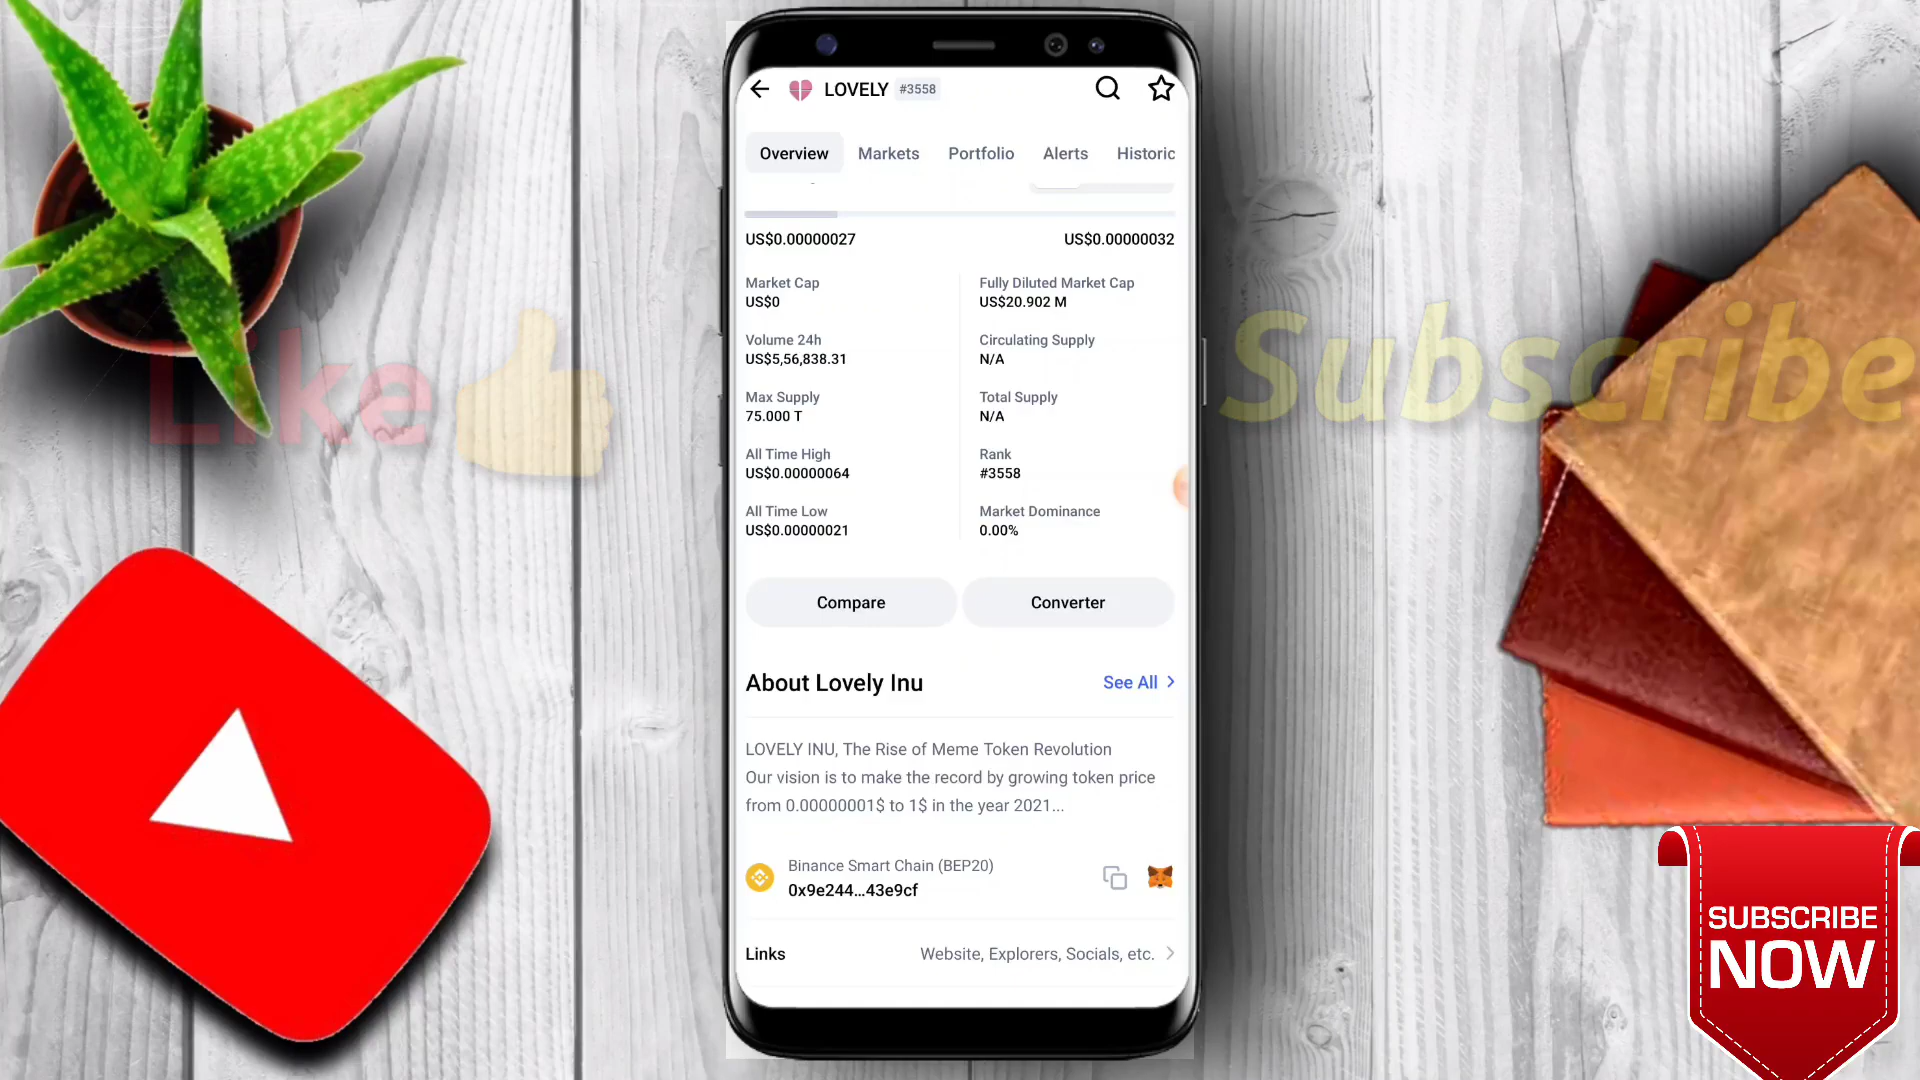 LOVELY #3558
Overview Markets Portfolio Alerts Historic
US$0.00000027 US$0.00000032
Market Cap Fully Diluted Market Cap
US$0 US$20.902 M
Volume 24h Circulating Supply
US$5,56,838.31 N/A
Max Supply Total Supply
75.000 T N/A
All Time High Rank
US$0.00000064 #3558
All Time Low Market Dominance
US$0.00000021 0.00%
Compare Converter
About Lovely Inu See All
LOVELY INU, The Rise of Meme Token Revolution
Our vision is to make the record by growing token price
from 0.00000001$ to 1$ in the year 2021...
Binance Smart Chain (BEP20)
0x9e244...43e9cf
Links Website, Explorers, Socials, etc.
Like
Subscribe
SUBSCRIBE
NOW